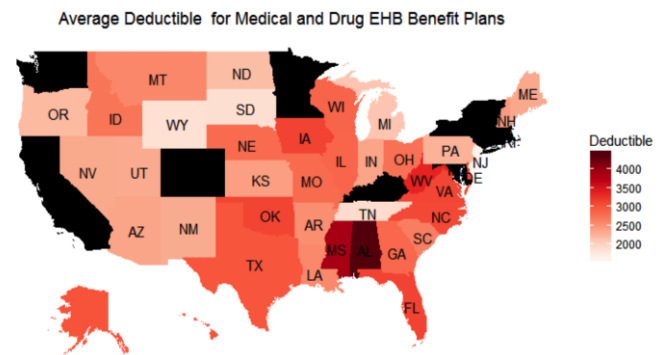 Average Deductible  for Medical and Drug EHB Benefit Plans
MT
ND
ME
OR
ID
WI
SD
MI
NH
WY
IA
PA
NE
NJ
NV
UT
IL
IN
OH
KS
MO
WV
VA
OK
TN
NC
AZ
NM
AR
SC
MS
AL
GA
TX
LA
FL
Deductible
4000
3500
3000
2500
2000